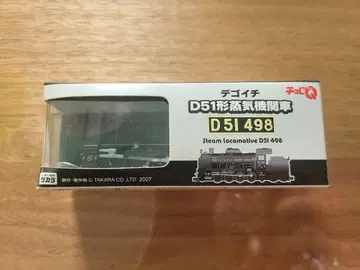 デゴイチ
チョロQ
D51形蒸気機関車
D51 498
Steam Locomotive D51 498
タカラ
© TAKARA CO.,LTD 2007